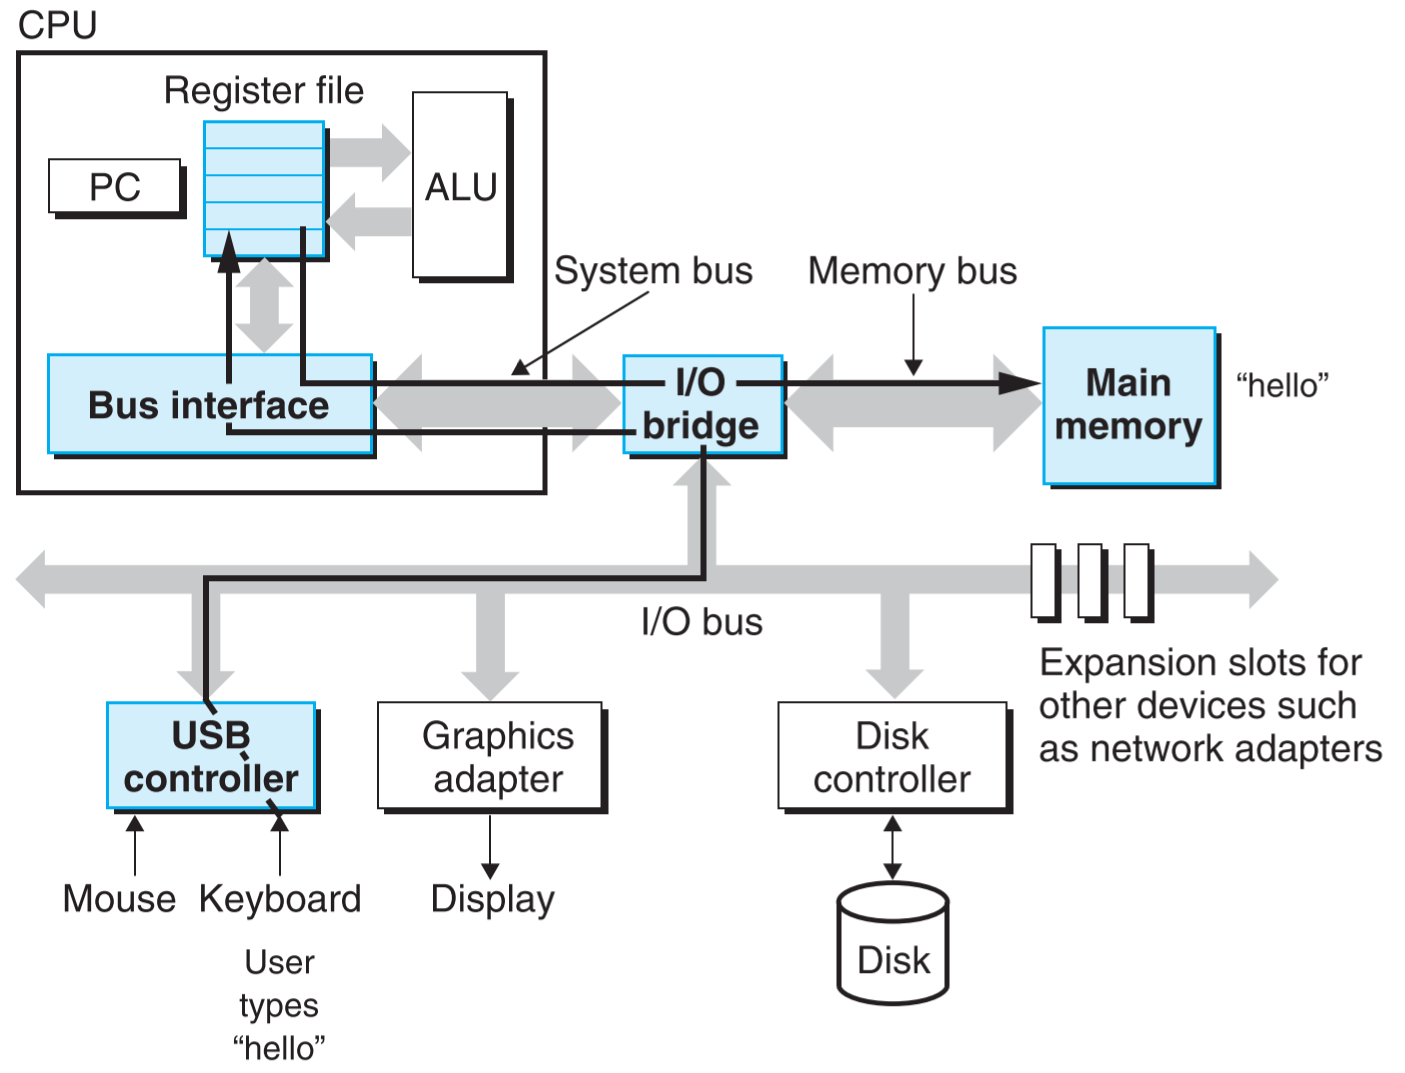 CPU
Register file
PC
ALU
System bus
Memory bus
Bus interface
I/O
bridge
Main
memory
“hello”
I/O bus
Expansion slots for
other devices such
as network adapters
USB
controller
Graphics
adapter
Disk
controller
Mouse
Keyboard
Display
Disk
User
types
“hello”